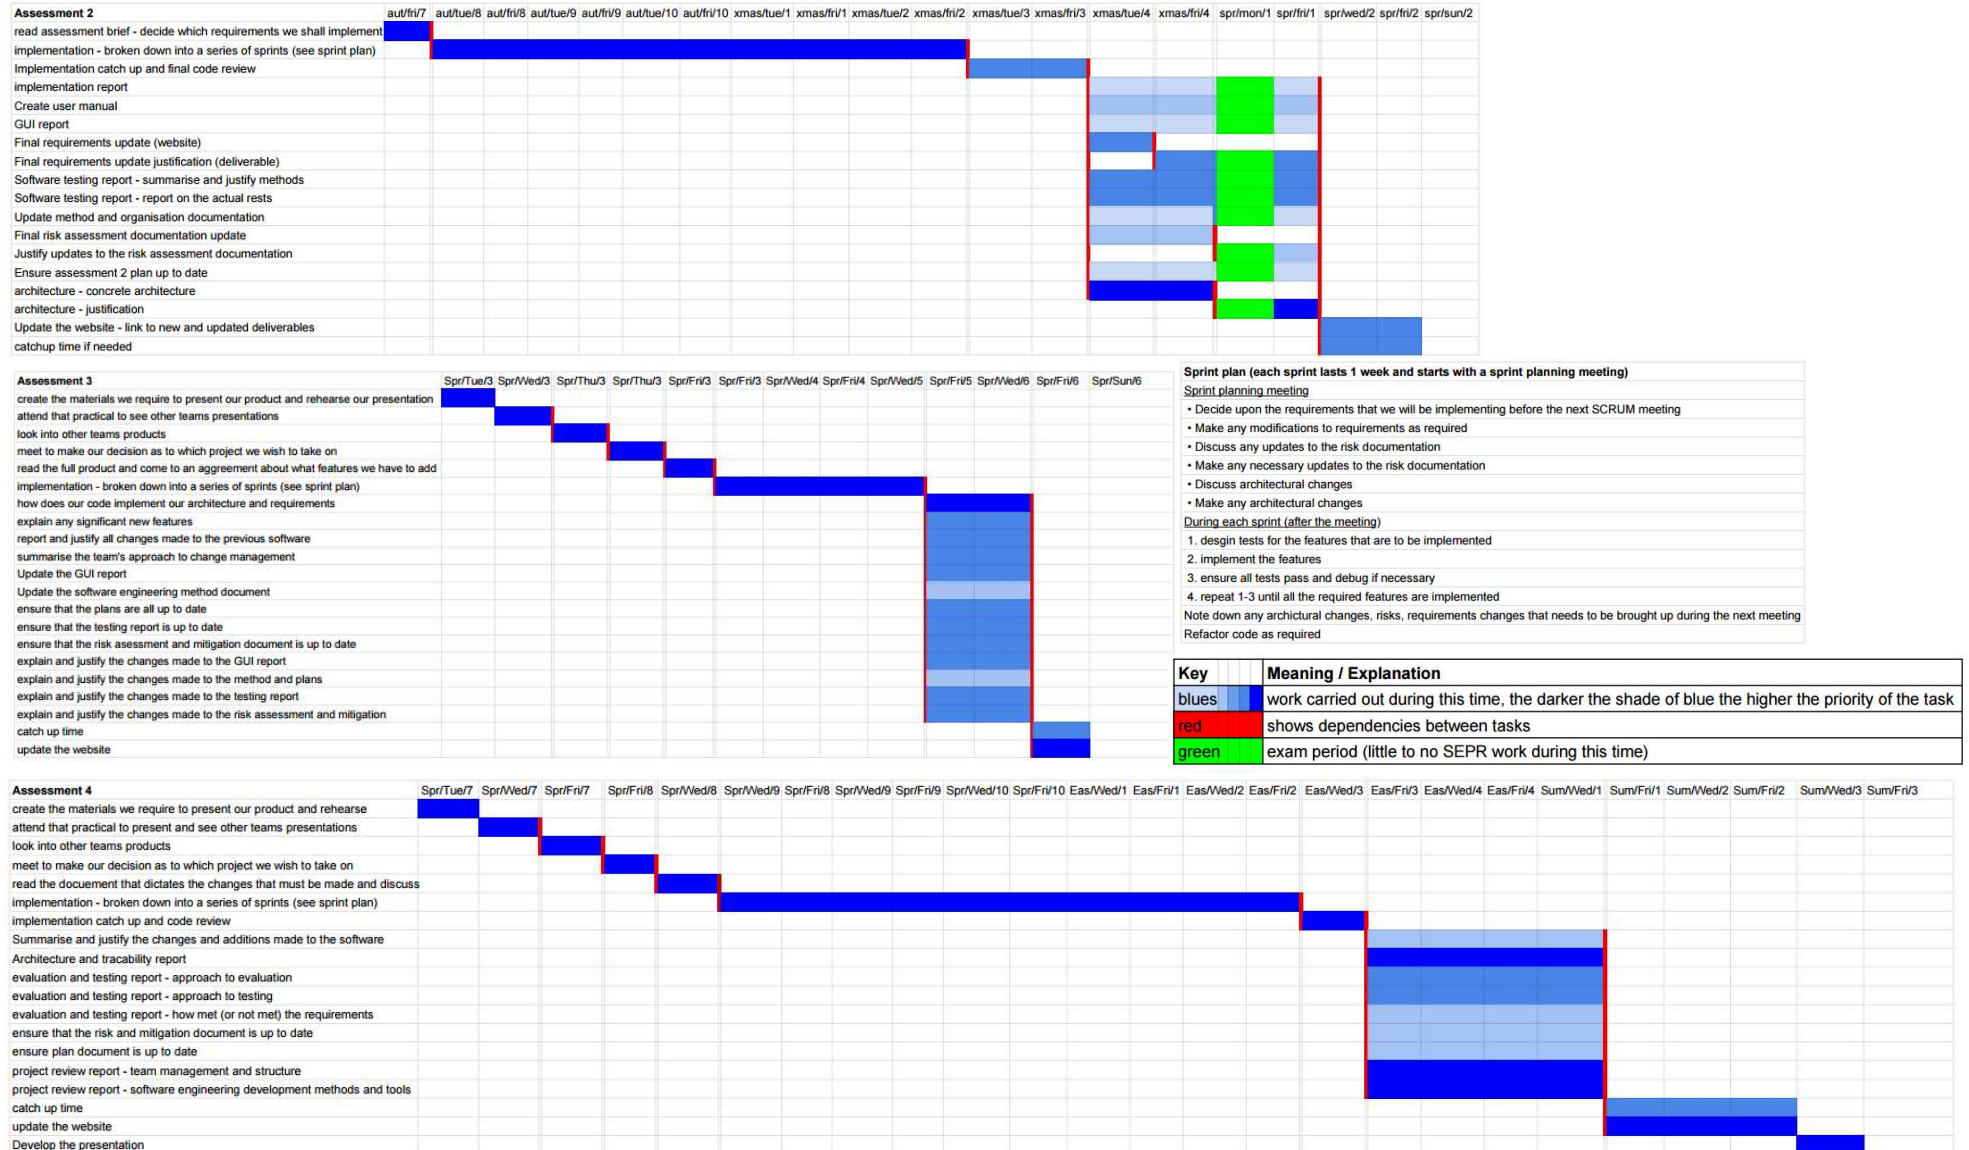 Assessment 2 aut/fri/7 aut/tue/8 aut/fri/8 aut/tue/9 aut/fri/9 aut/tue/10 aut/fri/10 xmas/tue/1 xmas/fri/1 xmas/tue/2 xmas/fri/2 xmas/tue/3 xmas/fri/3 xmas/tue/4 xmas/fri/4 spr/mon/1 spr/fri/1 spr/wed/2 spr/fri/2 spr/sun/2
read assessment brief - decide which requirements we shall implement
implementation - broken down into a series of sprints (see sprint plan)
Implementation catch up and final code review
implementation report
Create user manual
GUI report
Final requirements update (website)
Final requirements update justification (deliverable)
Software testing report - summarise and justify methods
Software testing report - report on the actual rests
Update method and organisation documentation
Final risk assessment documentation update
Justify updates to the risk assessment documentation
Ensure assessment 2 plan up to date
architecture - concrete architecture
architecture - justification
Update the website - link to new and updated deliverables
catchup time if needed
Assessment 3 Spr/Tue/3 Spr/Wed/3 Spr/Thu/3 Spr/Thu/3 Spr/Fri/3 Spr/Fri/3 Spr/Wed/4 Spr/Fri/4 Spr/Wed/5 Spr/Fri/5 Spr/Wed/6 Spr/Fri/6 Spr/Sun/6
create the materials we require to present our product and rehearse our presentation
attend that practical to see other teams presentations
look into other teams products
meet to make our decision as to which project we wish to take on
read the full product and come to an aggreement about what features we have to add
implementation - broken down into a series of sprints (see sprint plan)
how does our code implement our architecture and requirements
explain any significant new features
report and justify all changes made to the previous software
summarise the team's approach to change management
Update the GUI report
Update the software engineering method document
ensure that the plans are all up to date
ensure that the testing report is up to date
ensure that the risk asessment and mitigation document is up to date
explain and justify the changes made to the GUI report
explain and justify the changes made to the method and plans
explain and justify the changes made to the testing report
explain and justify the changes made to the risk assessment and mitigation
catch up time
update the website
Sprint plan (each sprint lasts 1 week and starts with a sprint planning meeting)
Sprint planning meeting
• Decide upon the requirements that we will be implementing before the next SCRUM meeting
• Make any modifications to requirements as required
• Discuss any updates to the risk documentation
• Make any necessary updates to the risk documentation
• Discuss architectural changes
• Make any architectural changes
During each sprint (after the meeting)
1. desgin tests for the features that are to be implemented
2. implement the features
3. ensure all tests pass and debug if necessary
4. repeat 1-3 until all the required features are implemented
Note down any archictural changes, risks, requirements changes that needs to be brought up during the next meeting
Refactor code as required
Key Meaning / Explanation
blues work carried out during this time, the darker the shade of blue the higher the priority of the task
red shows dependencies between tasks
green exam period (little to no SEPR work during this time)
Assessment 4 Spr/Tue/7 Spr/Wed/7 Spr/Fri/7 Spr/Fri/8 Spr/Wed/8 Spr/Wed/9 Spr/Fri/8 Spr/Wed/9 Spr/Fri/9 Spr/Wed/10 Spr/Fri/10 Eas/Wed/1 Eas/Fri/1 Eas/Wed/2 Eas/Fri/2 Eas/Wed/3 Eas/Fri/3 Eas/Wed/4 Eas/Fri/4 Sum/Wed/1 Sum/Fri/1 Sum/Wed/2 Sum/Fri/2 Sum/Wed/3 Sum/Fri/3
create the materials we require to present our product and rehearse
attend that practical to present and see other teams presentations
look into other teams products
meet to make our decision as to which project we wish to take on
read the docuement that dictates the changes that must be made and discuss
implementation - broken down into a series of sprints (see sprint plan)
implementation catch up and code review
Summarise and justify the changes and additions made to the software
Architecture and tracability report
evaluation and testing report - approach to evaluation
evaluation and testing report - approach to testing
evaluation and testing report - how met (or not met) the requirements
ensure that the risk and mitigation document is up to date
ensure plan document is up to date
project review report - team management and structure
project review report - software engineering development methods and tools
catch up time
update the website
Develop the presentation